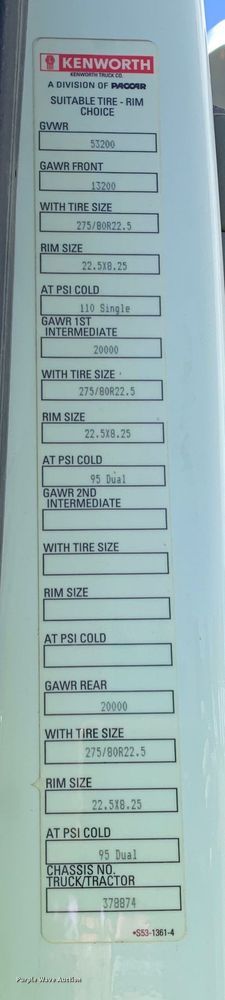 KENWORTH
KENWORTH TRUCK CO.
A DIVISION OF PACCAR
SUITABLE TIRE - RIM
CHOICE
GVWR
53200
GAWR FRONT
13200
WITH TIRE SIZE
275/80R22.5
RIM SIZE
22.5X8.25
AT PSI COLD
110 Single
GAWR 1ST
INTERMEDIATE
20000
WITH TIRE SIZE
275/80R22.5
RIM SIZE
22.5X8.25
AT PSI COLD
95 Dual
GAWR 2ND
INTERMEDIATE
WITH TIRE SIZE
RIM SIZE
AT PSI COLD
GAWR REAR
20000
WITH TIRE SIZE
275/80R22.5
RIM SIZE
22.5X8.25
AT PSI COLD
95 Dual
CHASSIS NO.
TRUCK/TRACTOR
378874
•S53-1361-4
Purple Wave Auction